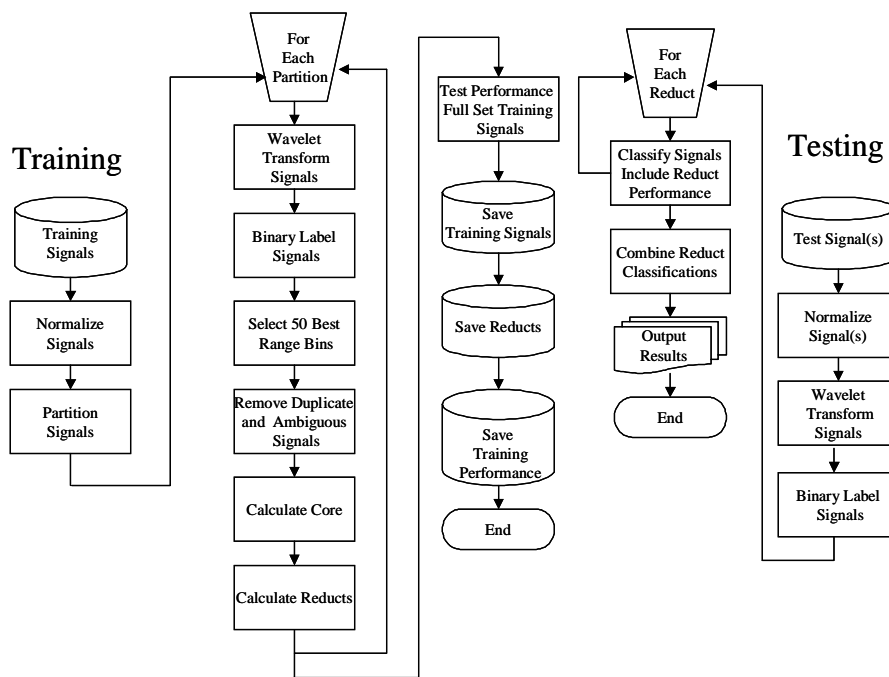 Training
Training
Signals
Normalize
Signals
Partition
Signals
For
Each
Partition
Wavelet
Transform
Signals
Binary Label
Signals
Select 50 Best
Range Bins
Remove Duplicate
and Ambiguous
Signals
Calculate Core
Calculate Reducts
Test Performance
Full Set Training
Signals
Save
Training Signals
Save Reducts
Save
Training
Performance
End
For
Each
Reduct
Classify Signals
Include Reduct
Performance
Combine Reduct
Classifications
Output
Results
End
Testing
Test Signal(s)
Normalize
Signal(s)
Wavelet
Transform
Signals
Binary Label
Signals